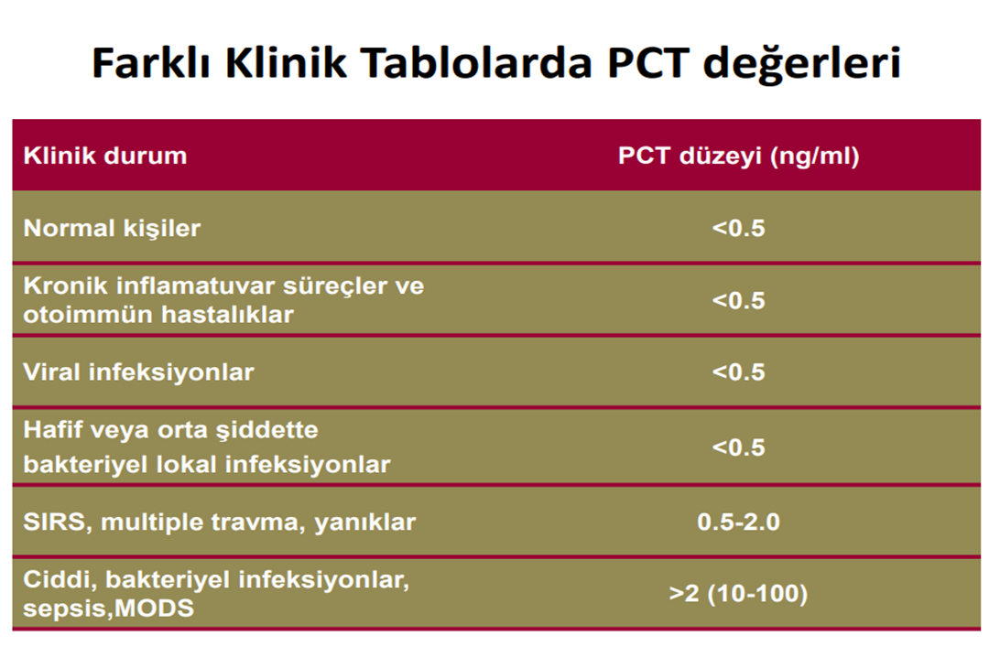 Farklı Klinik Tablolarda PCT değerleri
Klinik durum PCT düzeyi (ng/ml)
Normal kişiler <0.5
Kronik inflamatuvar süreçler ve
otoimmün hastalıklar <0.5
Viral infeksiyonlar <0.5
Hafif veya orta şiddette
bakteriyel lokal infeksiyonlar <0.5
SIRS, multiple travma, yanıklar 0.5-2.0
Ciddi, bakteriyel infeksiyonlar,
sepsis,MODS >2 (10-100)